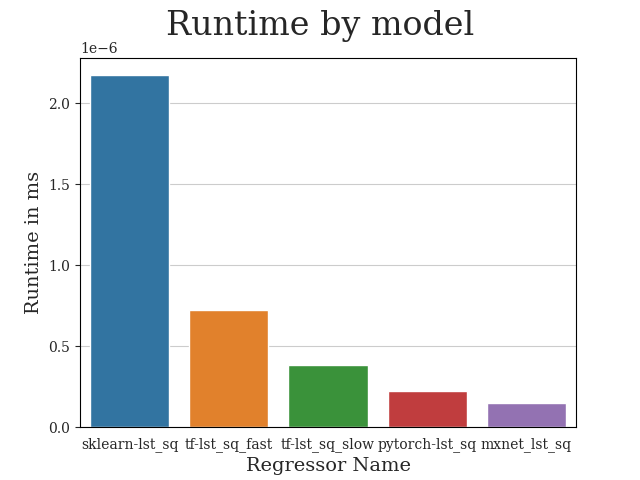 Runtime by model
1e−6
2.0
1.5
1.0
0.5
0.0
Runtime in ms
sklearn-lst_sq tf-lst_sq_fast tf-lst_sq_slow pytorch-lst_sq mxnet_lst_sq
Regressor Name